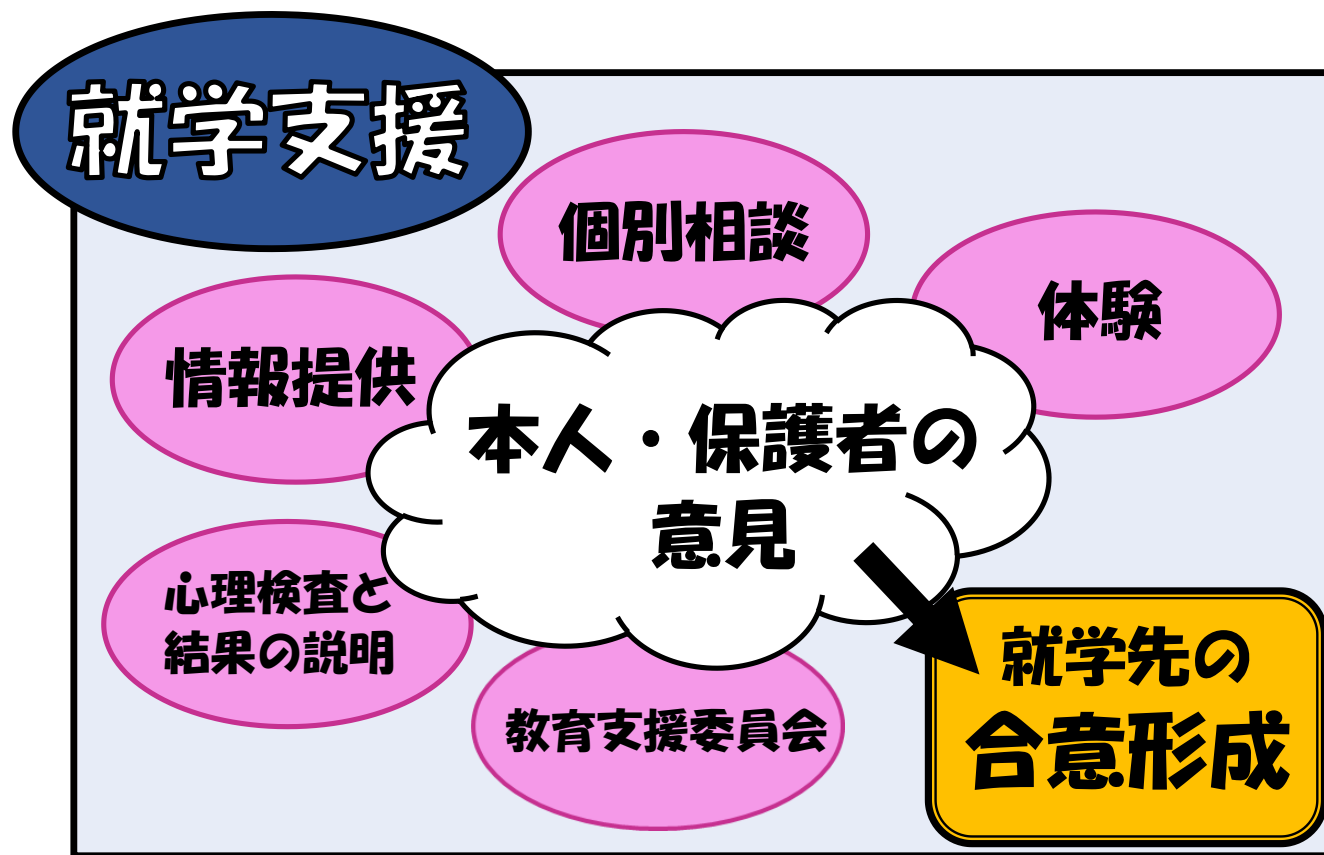 就学支援
個別相談
体験
情報提供
本人・保護者の
意見
心理検査と
結果の説明
教育支援委員会
就学先の
合意形成